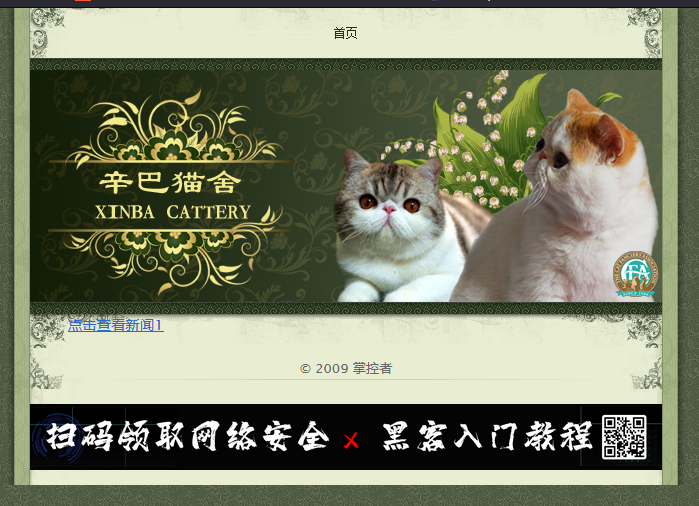 首页
辛巴猫舍
XINBA CATTERY
CFA
点击查看新闻1
© 2009 掌控者
扫码领取网络安全 x 黑客入门教程